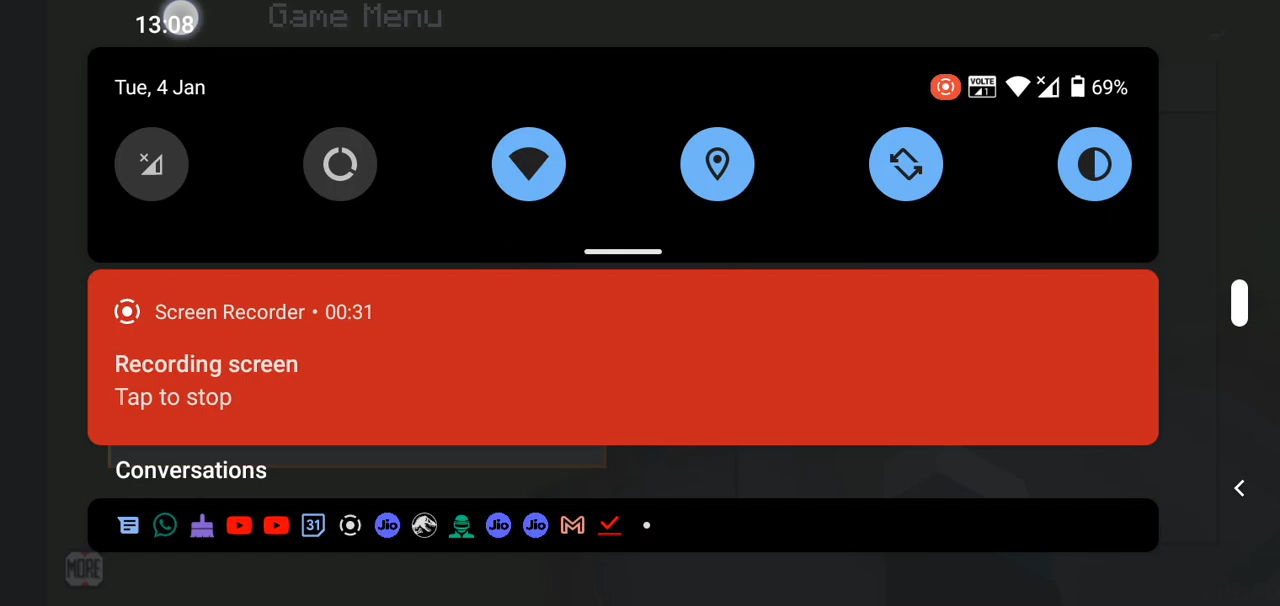 Game Menu
13:08
Tue, 4 Jan
VOLTE
1
69%
Screen Recorder • 00:31
Recording screen
Tap to stop
Conversations
31
Jio
Jio
Jio
MORE